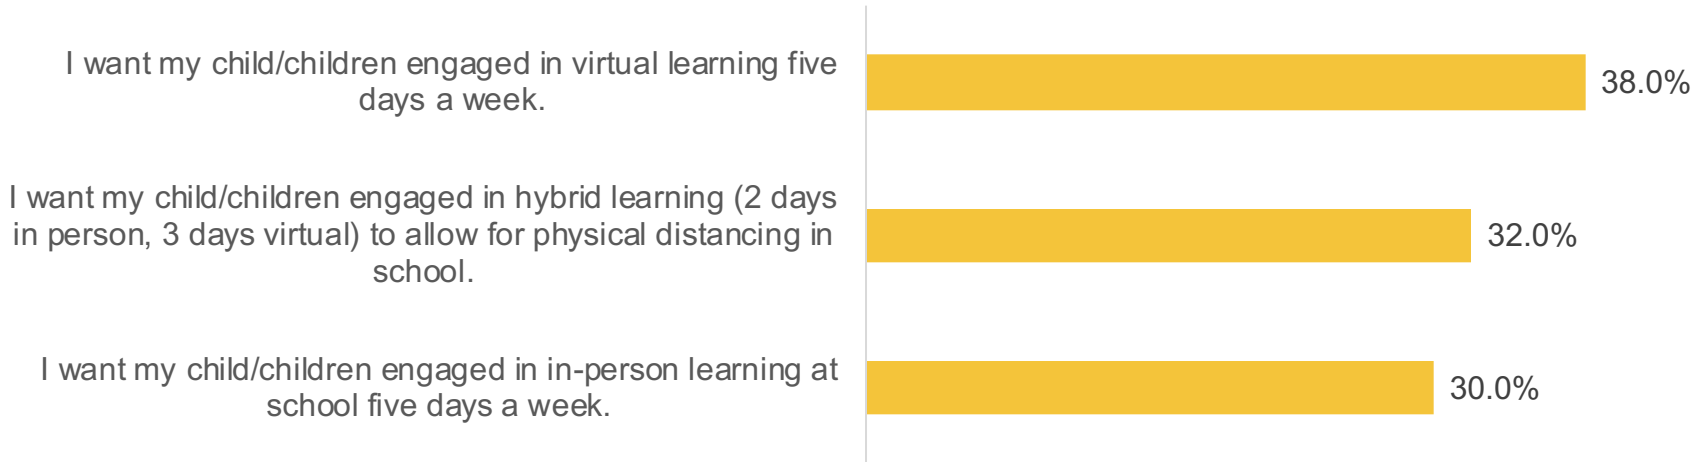 I want my child/children engaged in virtual learning five
days a week.
38.0%
I want my child/children engaged in hybrid learning (2 days
in person, 3 days virtual) to allow for physical distancing in
school.
32.0%
I want my child/children engaged in in-person learning at
school five days a week.
30.0%